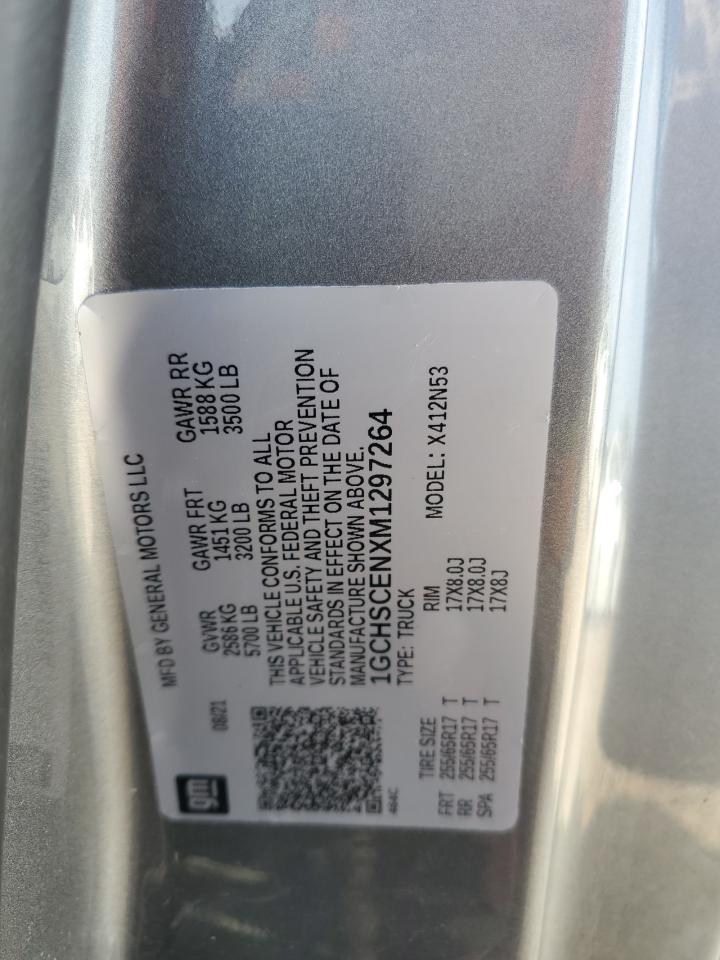 gm
08/21
MFD BY GENERAL MOTORS LLC
GVWR GAWR FRT GAWR RR
2586 KG 1451 KG 1588 KG
5700 LB 3200 LB 3500 LB
THIS VEHICLE CONFORMS TO ALL
APPLICABLE U.S. FEDERAL MOTOR
VEHICLE SAFETY AND THEFT PREVENTION
STANDARDS IN EFFECT ON THE DATE OF
MANUFACTURE SHOWN ABOVE.
1GCHSCENXM1297264
TYPE: TRUCK
464C
TIRE SIZE RIM MODEL: X412N53
FRT 255/65R17 T 17X8.0J
RR 255/65R17 T 17X8.0J
SPA 255/65R17 T 17X8J